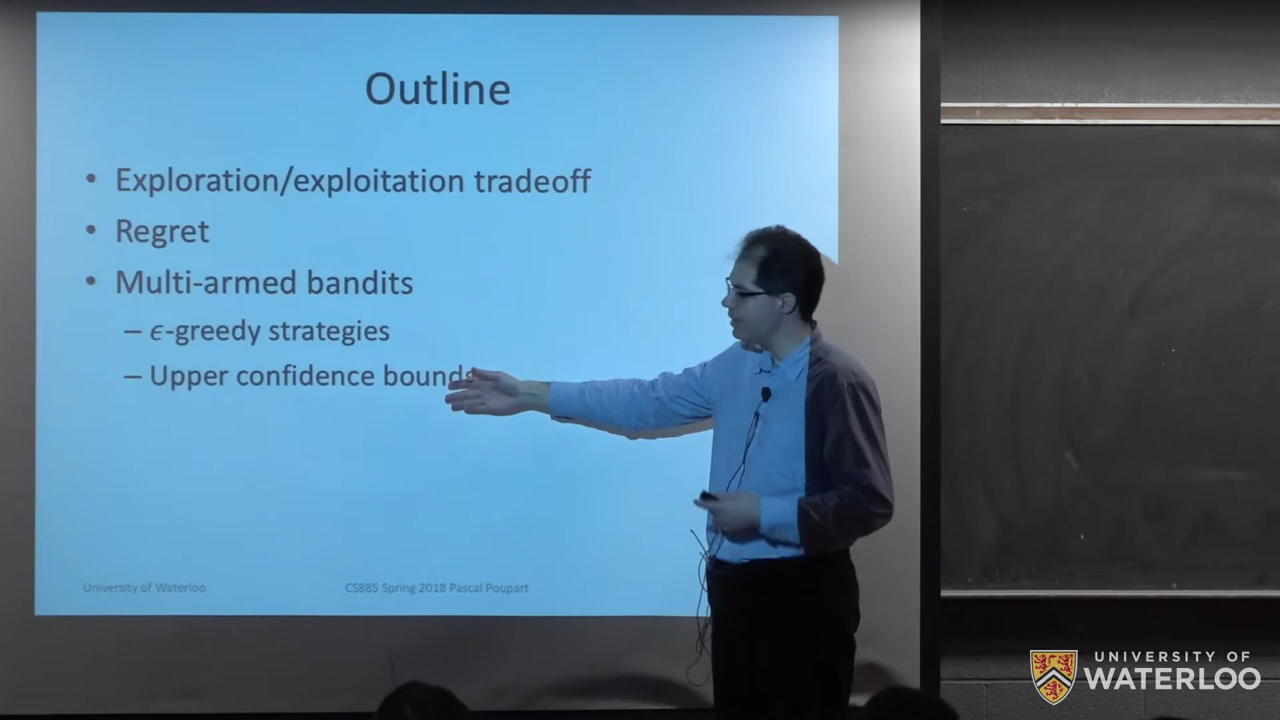 Outline
• Exploration/exploitation tradeoff
• Regret
• Multi-armed bandits
– ϵ-greedy strategies
– Upper confidence bounds
University of Waterloo
CS885 Spring 2018 Pascal Poupart
UNIVERSITY OF
WATERLOO